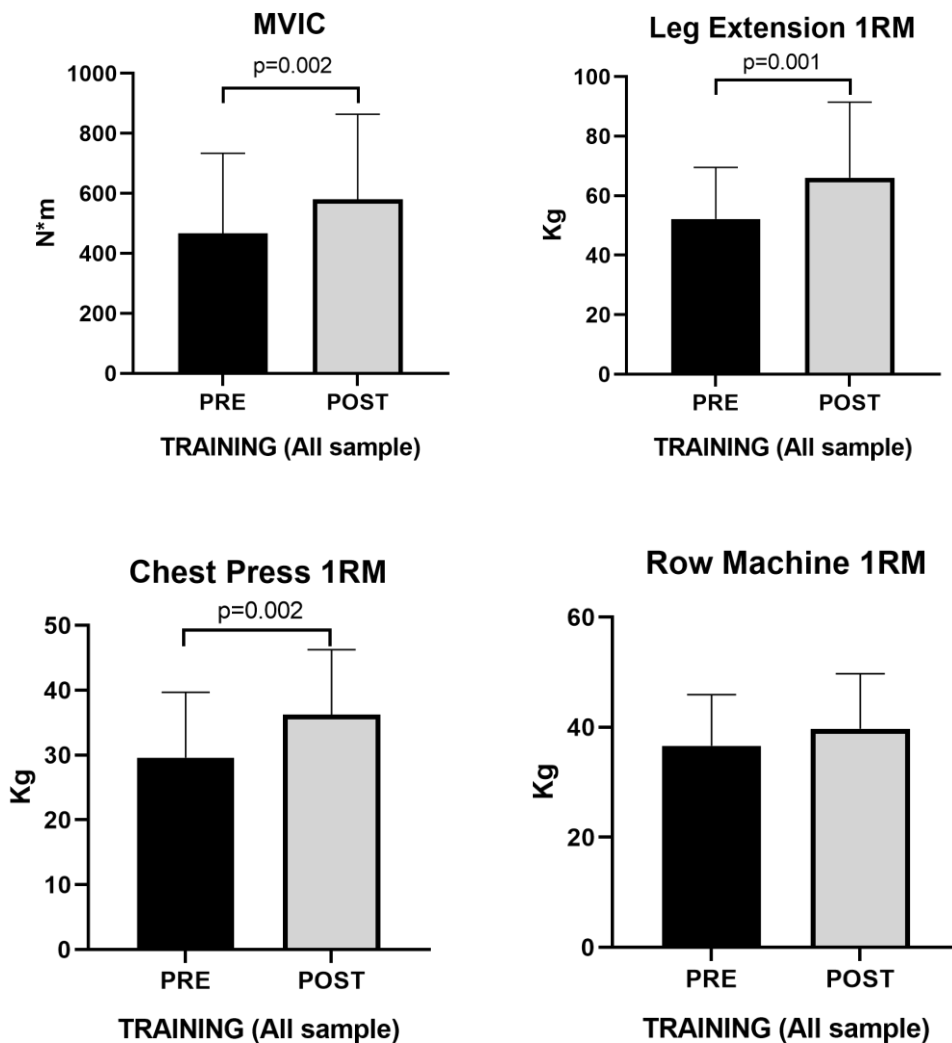 MVIC
p=0.002
1000
800
600
400
200
0
N*m
PRE POST
TRAINING (All sample)
Leg Extension 1RM
p=0.001
100
80
60
40
20
0
Kg
PRE POST
TRAINING (All sample)
Chest Press 1RM
p=0.002
50
40
30
20
10
0
Kg
PRE POST
TRAINING (All sample)
Row Machine 1RM
60
40
20
0
Kg
PRE POST
TRAINING (All sample)